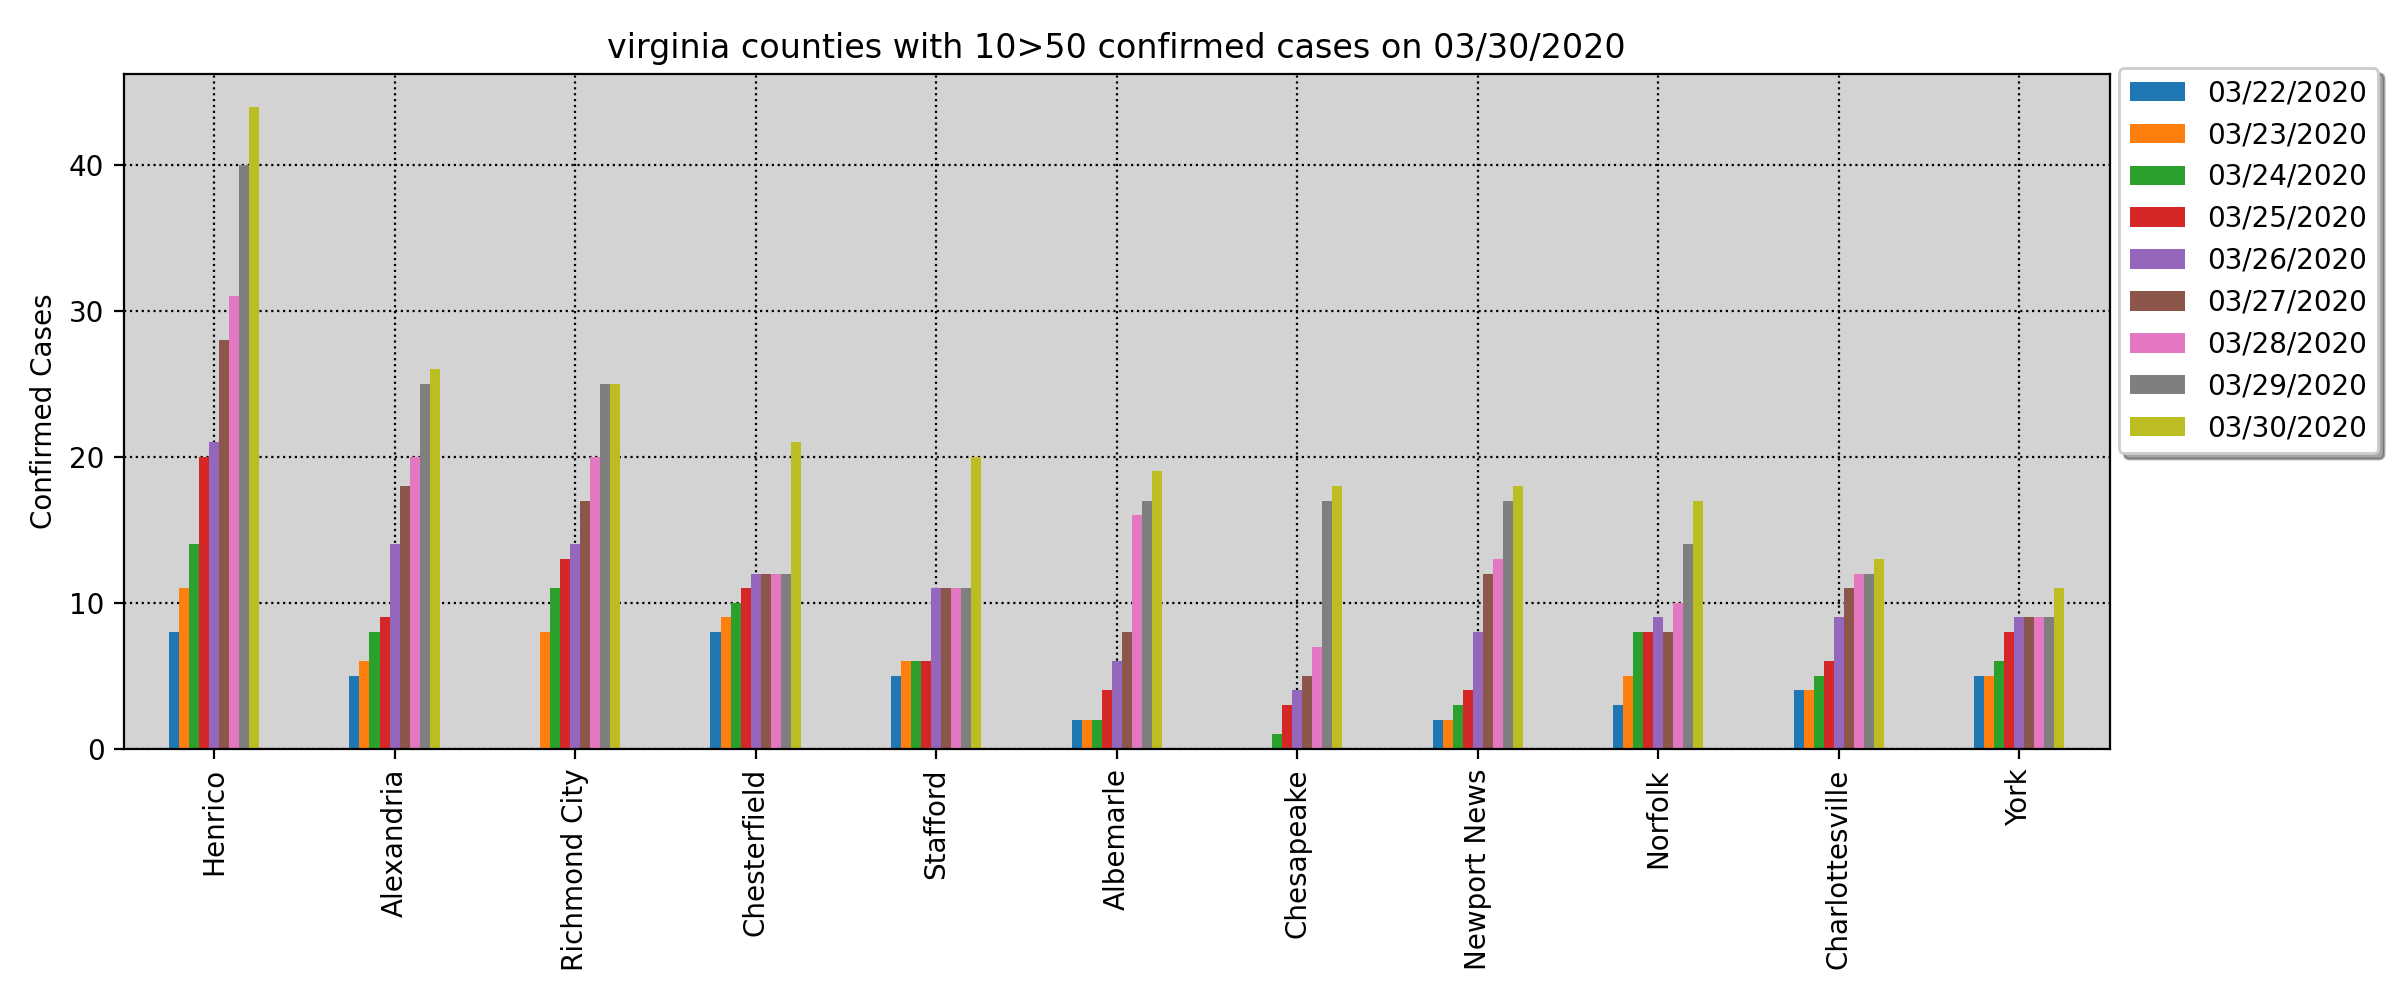 virginia counties with 10>50 confirmed cases on 03/30/2020
Confirmed Cases
40
30
20
10
0
Henrico
Alexandria
Richmond City
Chesterfield
Stafford
Albemarle
Chesapeake
Newport News
Norfolk
Charlottesville
York
03/22/2020
03/23/2020
03/24/2020
03/25/2020
03/26/2020
03/27/2020
03/28/2020
03/29/2020
03/30/2020